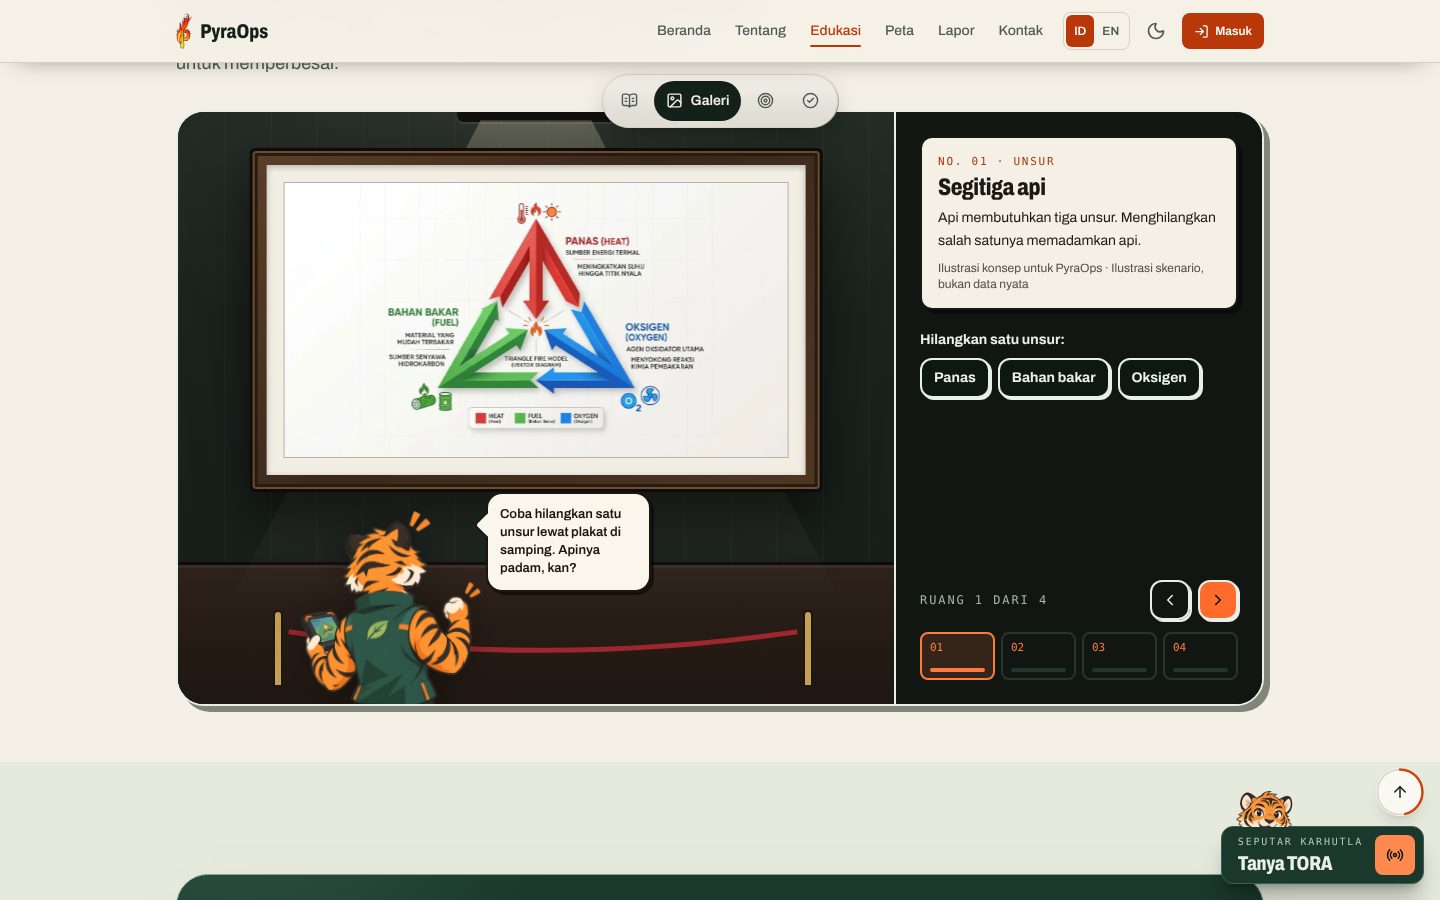 PyraOps
Beranda
Tentang
Edukasi
Peta
Lapor
Kontak
ID
EN
Masuk
untuk memperbesar.
Galeri
PANAS (HEAT)
SUMBER ENERGI TERMAL
MENINGKATKAN SUHU
HINGGA TITIK NYALA
BAHAN BAKAR
(FUEL)
MATERIAL YANG
MUDAH TERBAKAR
SUMBER SENYAWA
HIDROKARBON
OKSIGEN
(OXYGEN)
AGEN OKSIDATOR UTAMA
MENYOKONG REAKSI
KIMIA PEMBAKARAN
TRIANGLE FIRE MODEL
(VEKTOR DIAGRAM)
O2
HEAT
(Heat)
FUEL
(Bahan Bakar)
OXYGEN
(Oksigen)
Coba hilangkan satu
unsur lewat plakat di
samping. Apinya
padam, kan?
NO. 01 · UNSUR
Segitiga api
Api membutuhkan tiga unsur. Menghilangkan
salah satunya memadamkan api.
Ilustrasi konsep untuk PyraOps · Ilustrasi skenario,
bukan data nyata
Hilangkan satu unsur:
Panas
Bahan bakar
Oksigen
RUANG 1 DARI 4
01
02
03
04
SEPUTAR KARHUTLA
Tanya TORA